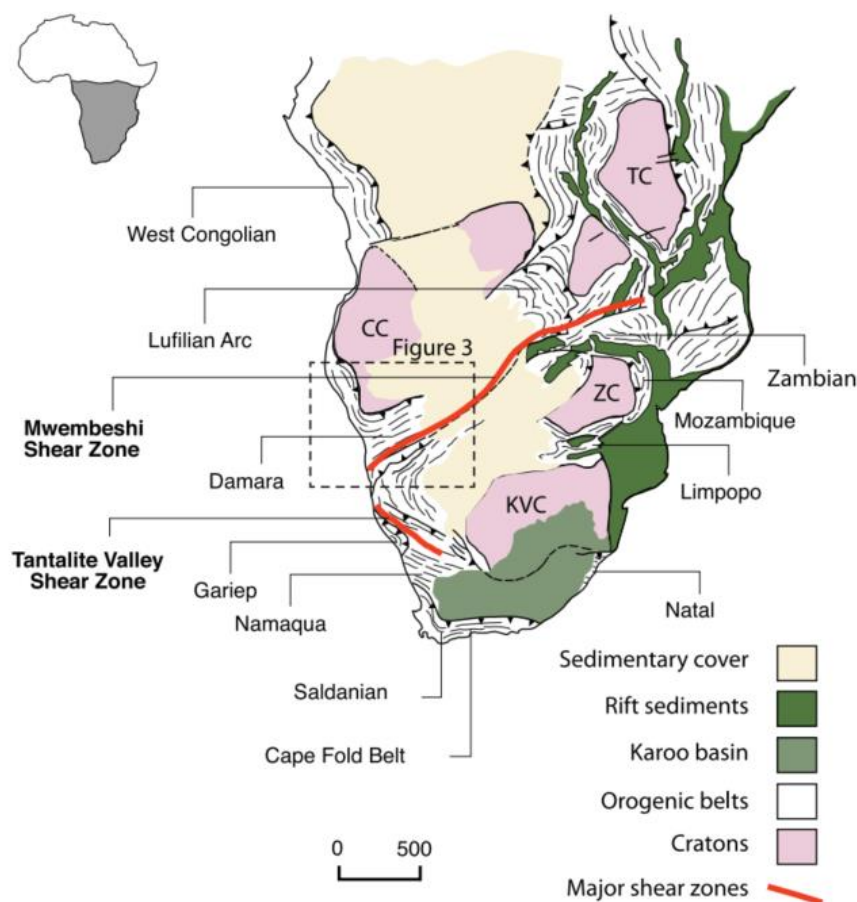 TC
West Congolian
Lufilian Arc
CC
Figure 3
Zambian
ZC
Mozambique
Mwembeshi
Shear Zone
Damara
Limpopo
KVC
Tantalite Valley
Shear Zone
Gariep
Namaqua
Natal
Saldanian
Cape Fold Belt
Sedimentary cover
Rift sediments
Karoo basin
Orogenic belts
Cratons
Major shear zones
0 500